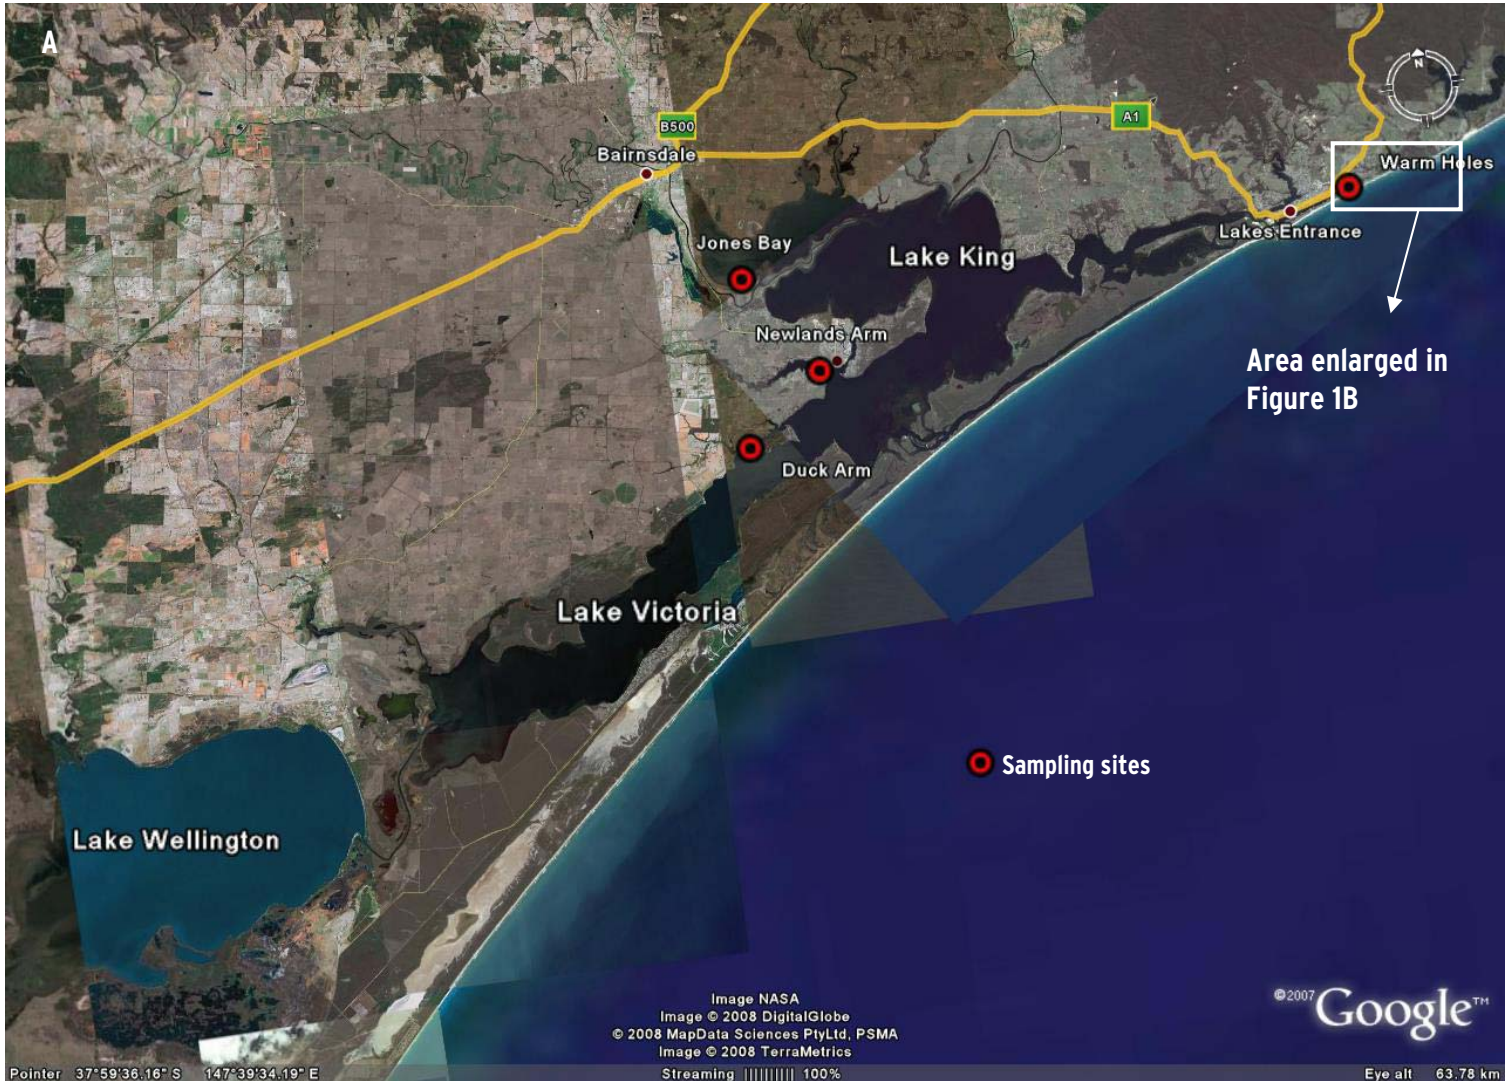 A
N
B500
A1
Bairnsdale
Warm Holes
Jones Bay
Lake King
Lakes Entrance
Newlands Arm
Area enlarged in
Figure 1B
Duck Arm
Lake Victoria
Sampling sites
Lake Wellington
Image NASA
Image © 2008 DigitalGlobe
© 2008 MapData Sciences PtyLtd, PSMA
Image © 2008 TerraMetrics
©2007 Google™
Pointer 37°59'36.16" S 147°39'34.19" E
Streaming |||||||||| 100%
Eye alt 63.78 km